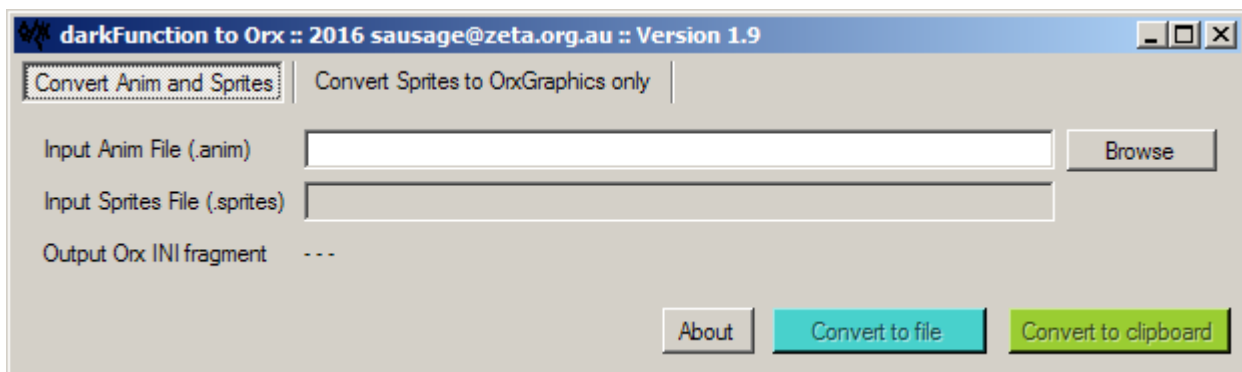 darkFunction to Orx :: 2016 sausage@zeta.org.au :: Version 1.9
Convert Anim and Sprites Convert Sprites to OrxGraphics only
Input Anim File (.anim) Browse
Input Sprites File (.sprites)
Output Orx INI fragment - - -
About Convert to file Convert to clipboard